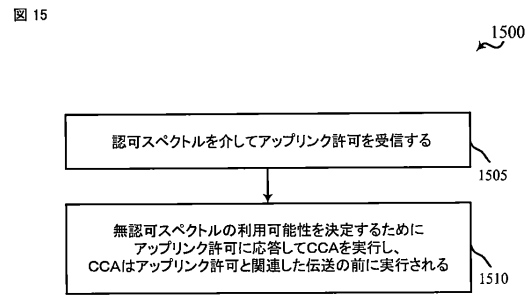 図 15
1500
認可スペクトルを介してアップリンク許可を受信する
1505
無認可スペクトルの利用可能性を決定するために
アップリンク許可に応答してCCAを実行し、
CCAはアップリンク許可と関連した伝送の前に実行される
1510